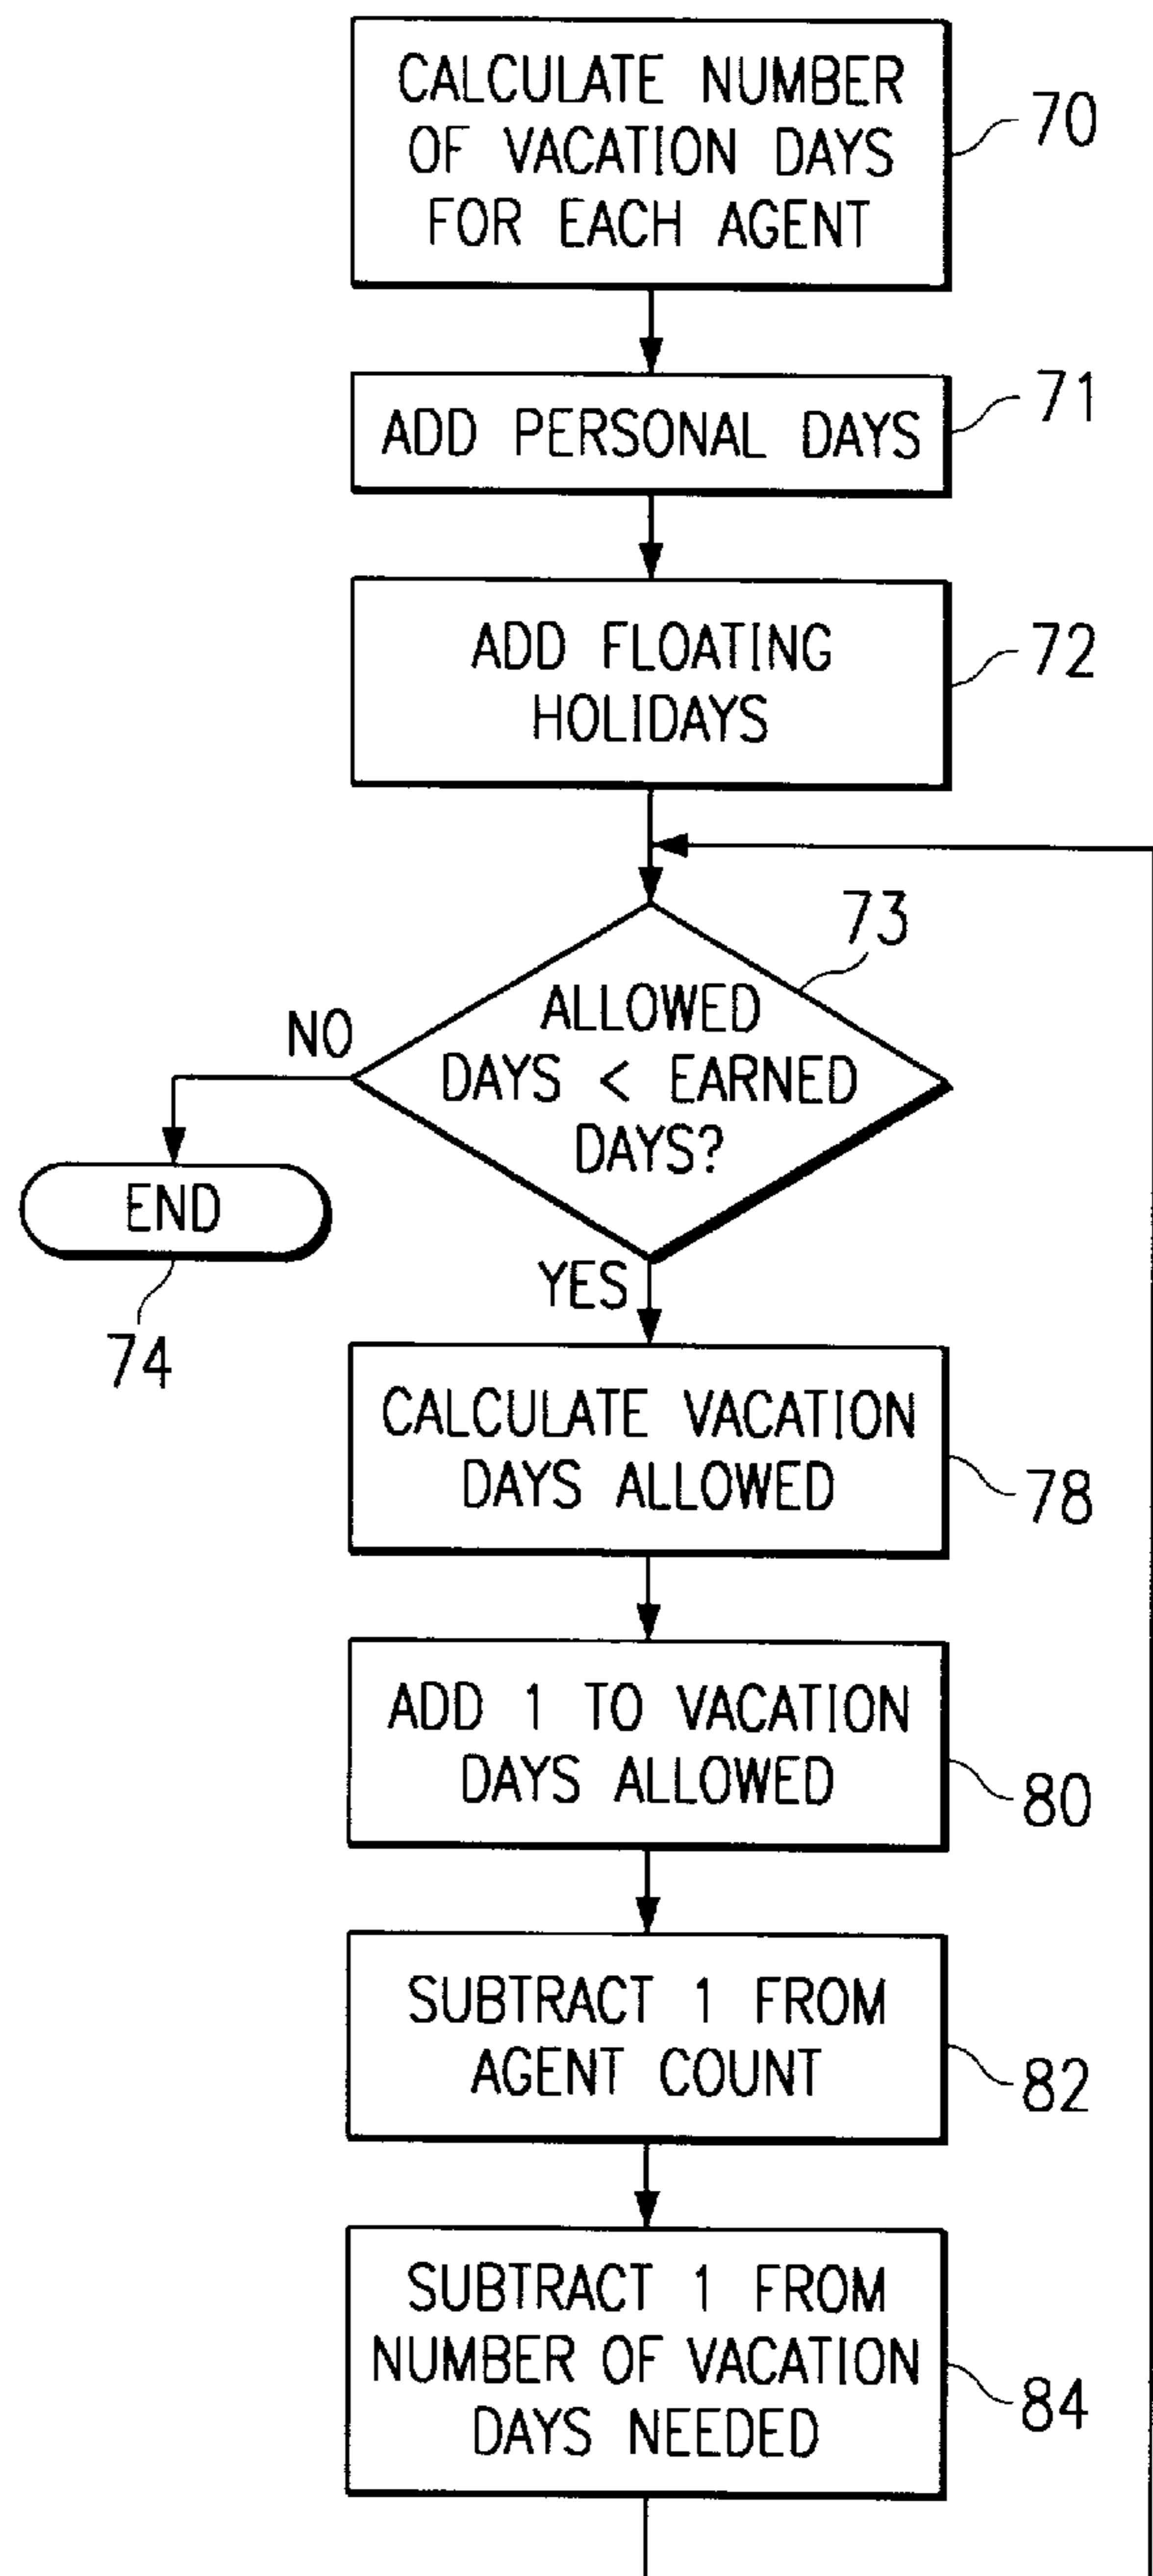 CALCULATE NUMBER
OF VACATION DAYS
FOR EACH AGENT
70
ADD PERSONAL DAYS
71
ADD FLOATING
HOLIDAYS
72
73
ALLOWED
DAYS < EARNED
DAYS?
NO
END
74
YES
CALCULATE VACATION
DAYS ALLOWED
78
ADD 1 TO VACATION
DAYS ALLOWED
80
SUBTRACT 1 FROM
AGENT COUNT
82
SUBTRACT 1 FROM
NUMBER OF VACATION
DAYS NEEDED
84